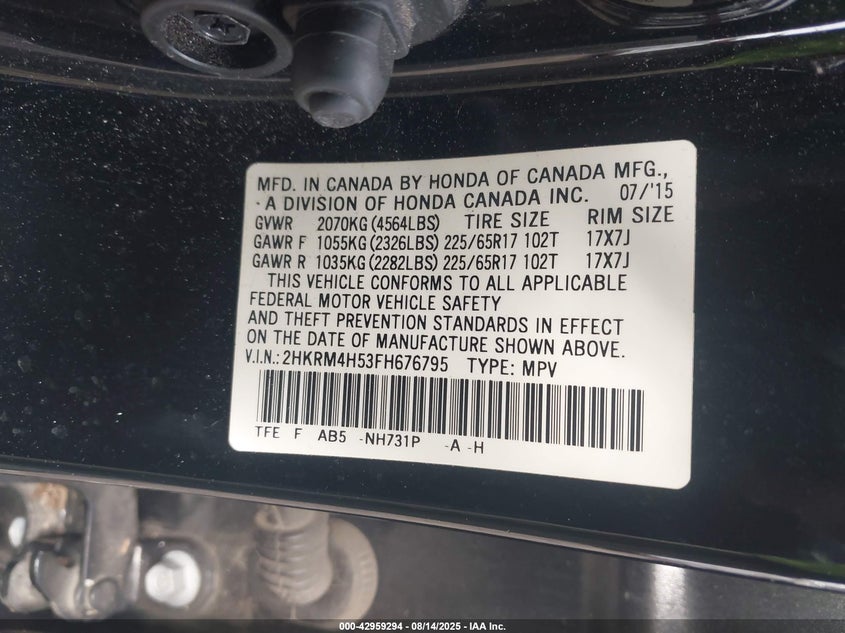 MFD. IN CANADA BY HONDA OF CANADA MFG.,
A DIVISION OF HONDA CANADA INC. 07/'15
GVWR 2070KG (4564LBS) TIRE SIZE RIM SIZE
GAWR F 1055KG (2326LBS) 225/65R17 102T 17X7J
GAWR R 1035KG (2282LBS) 225/65R17 102T 17X7J
THIS VEHICLE CONFORMS TO ALL APPLICABLE
FEDERAL MOTOR VEHICLE SAFETY
AND THEFT PREVENTION STANDARDS IN EFFECT
ON THE DATE OF MANUFACTURE SHOWN ABOVE.
V.I.N.: 2HKRM4H53FH676795 TYPE: MPV
TFE F AB5 -NH731P -A -H
000-42959294 - 08/14/2025 - IAA Inc.